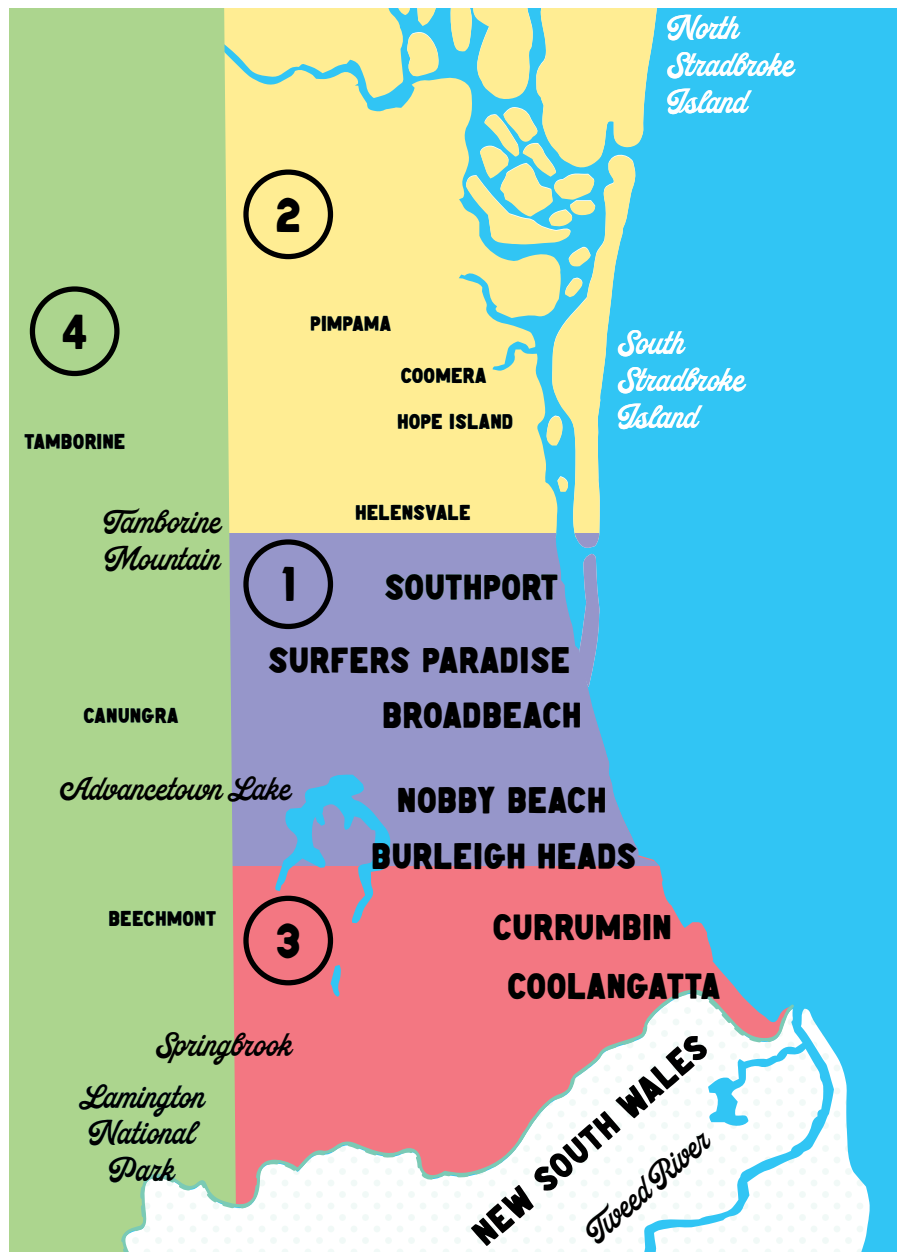 North
Stradbroke
Island
2
4
PIMPAMA
South
Stradbroke
Island
COOMERA
HOPE ISLAND
TAMBORINE
HELENSVALE
Tamborine
Mountain
1
SOUTHPORT
SURFERS PARADISE
CANUNGRA
BROADBEACH
Advancetown Lake
NOBBY BEACH
BURLEIGH HEADS
BEECHMONT
3
CURRUMBIN
COOLANGATTA
Springbrook
Lamington
National
Park
NEW SOUTH WALES
Tweed River